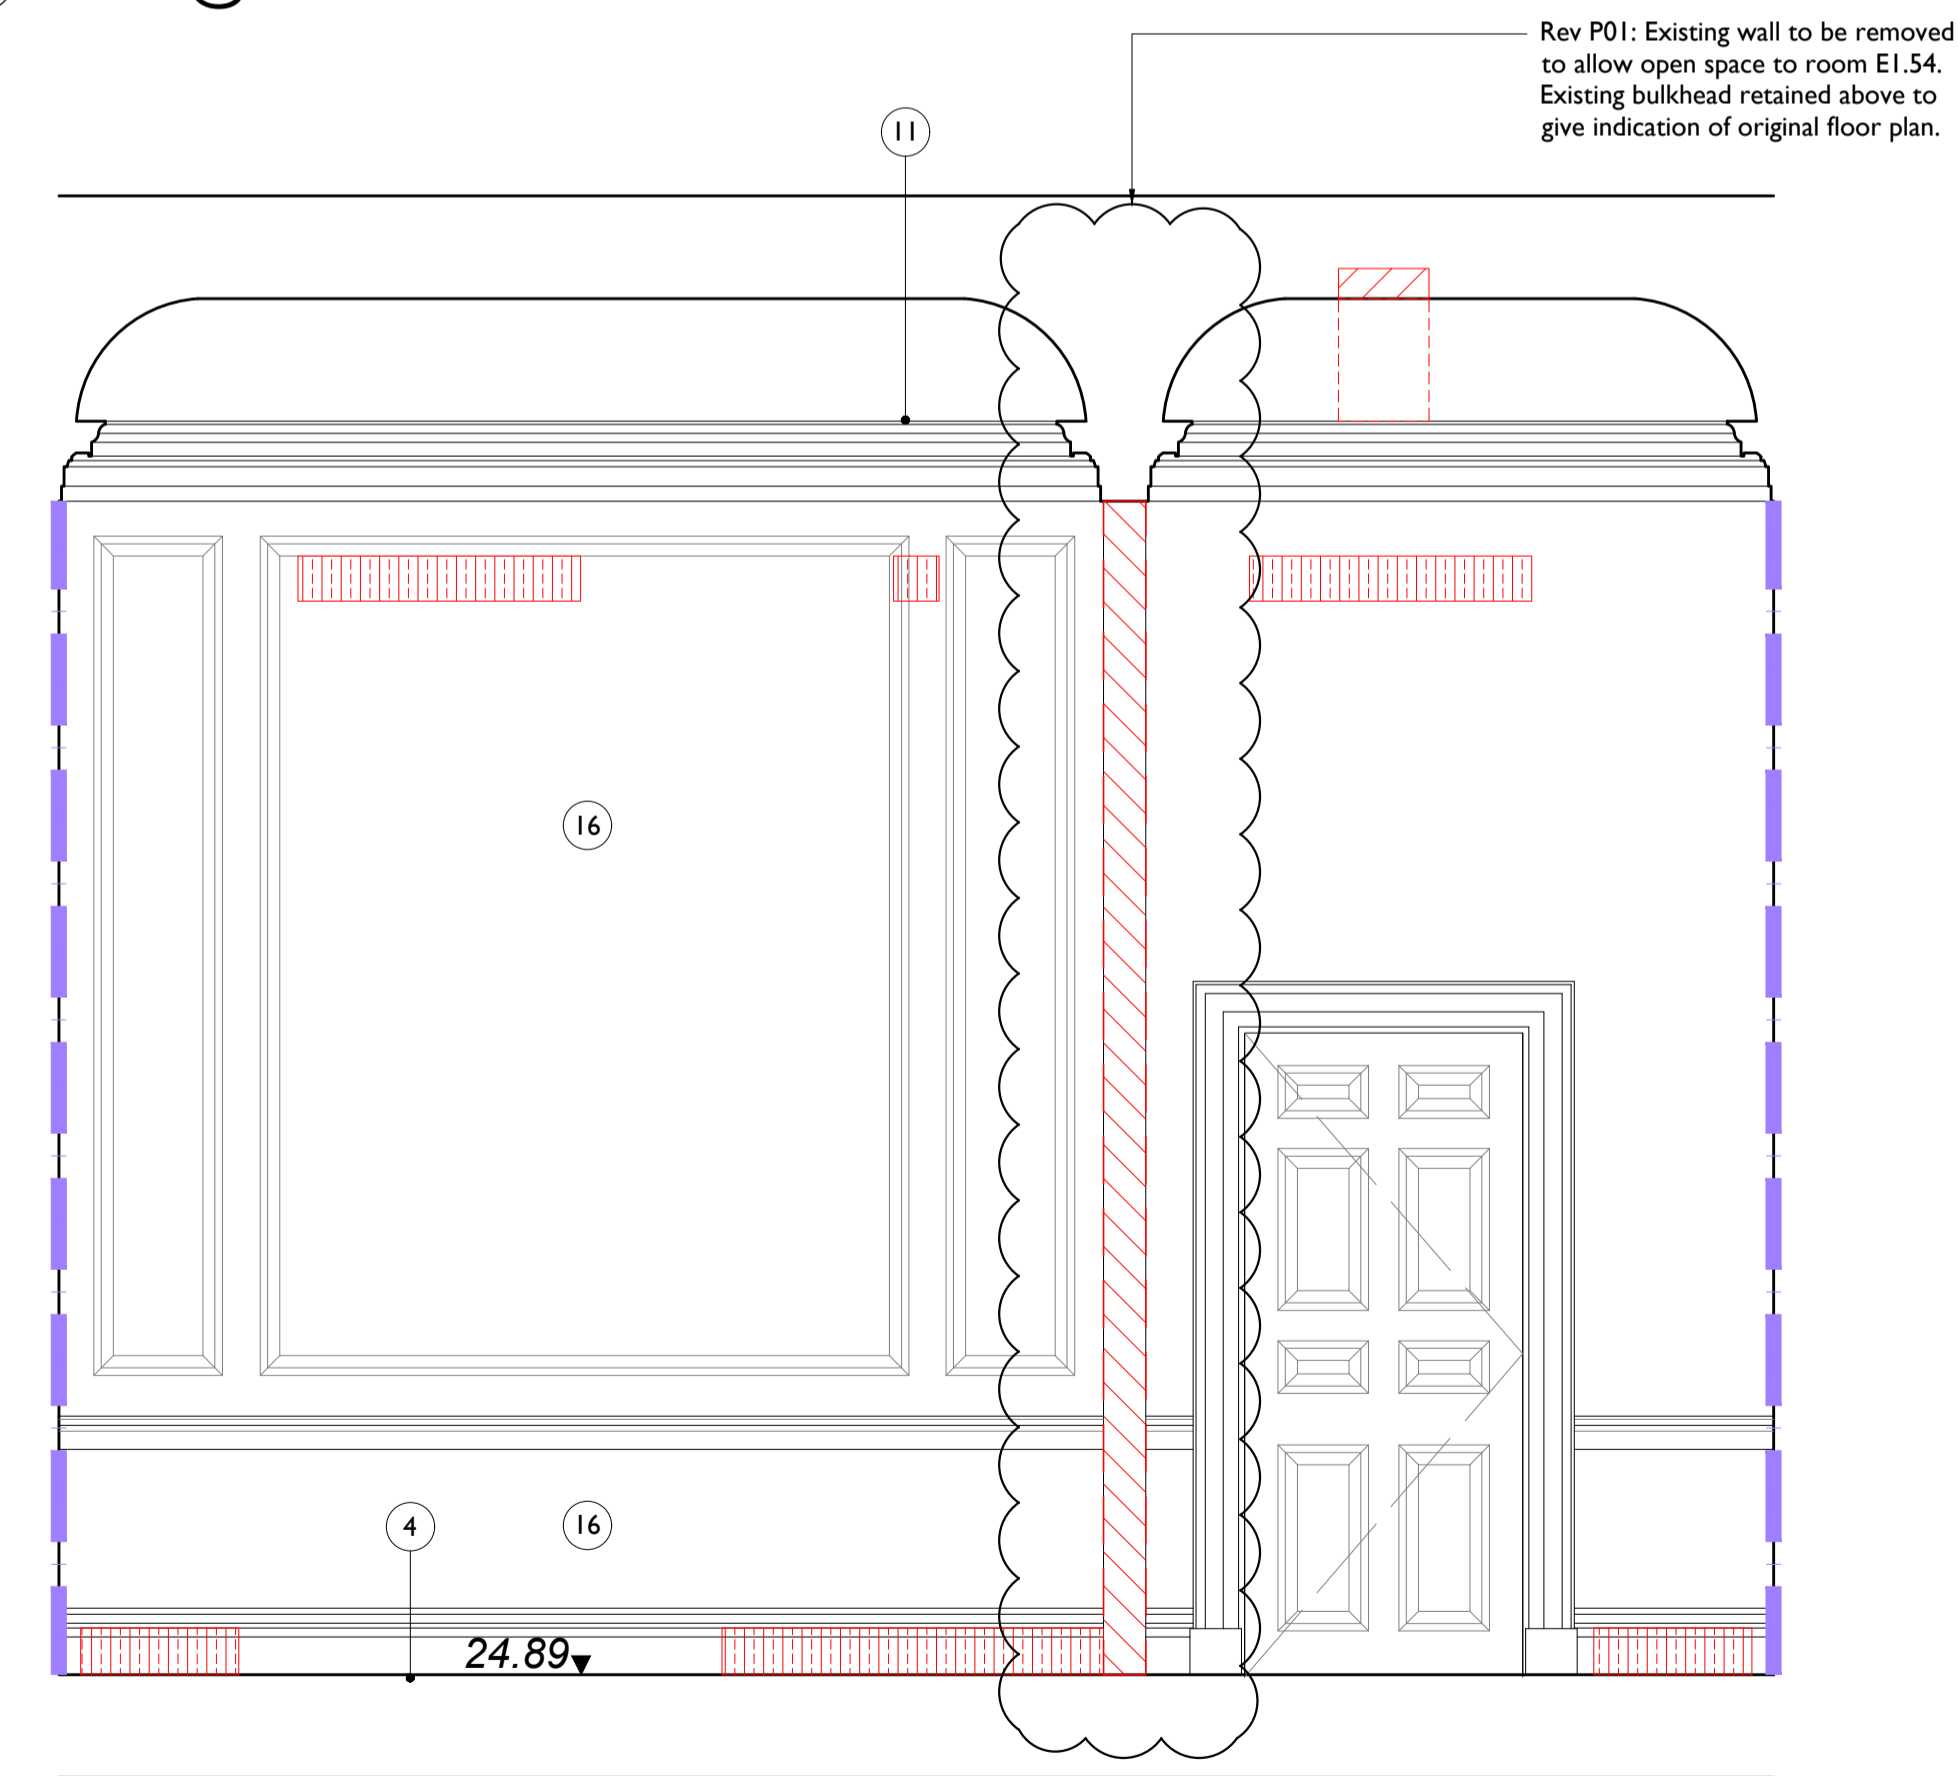 Rev P01: Existing wall to be removed
to allow open space to room E1.54.
Existing bulkhead retained above to
give indication of original floor plan.
11
16
4
16
24.89